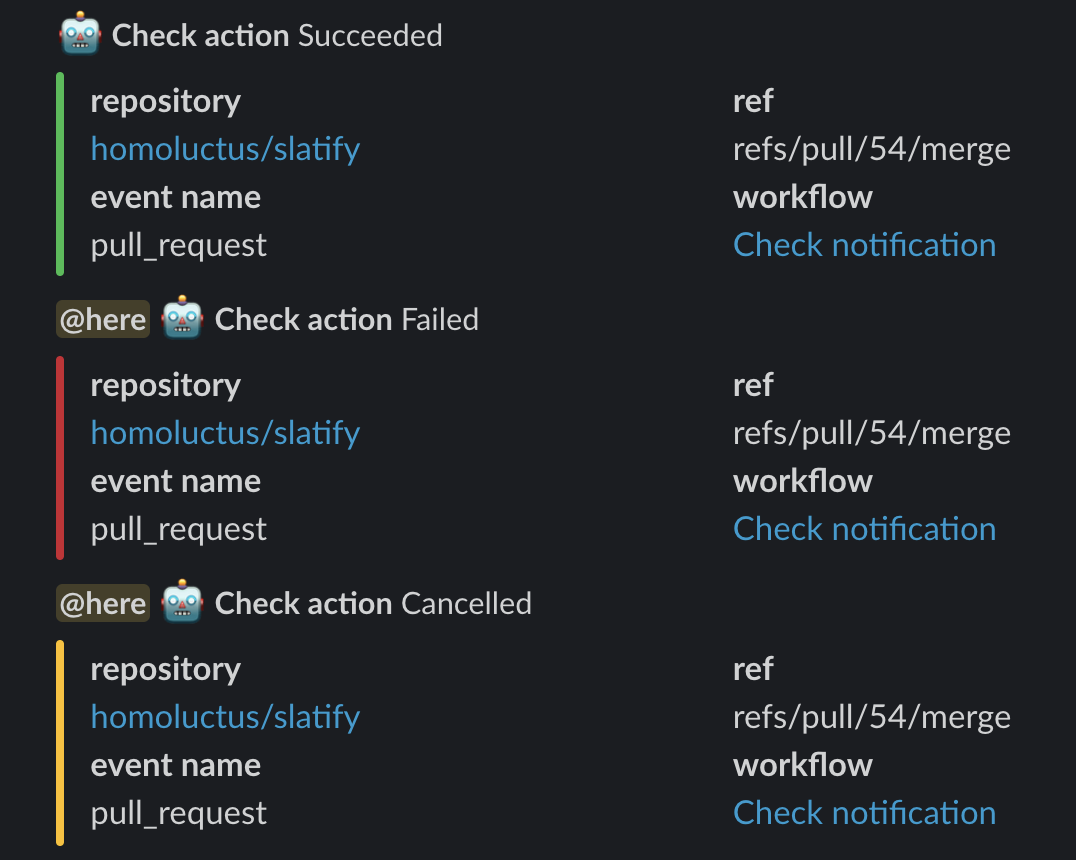 Check action Succeeded
repository ref
homoluctus/slatify refs/pull/54/merge
event name workflow
pull_request Check notification
@here Check action Failed
repository ref
homoluctus/slatify refs/pull/54/merge
event name workflow
pull_request Check notification
@here Check action Cancelled
repository ref
homoluctus/slatify refs/pull/54/merge
event name workflow
pull_request Check notification